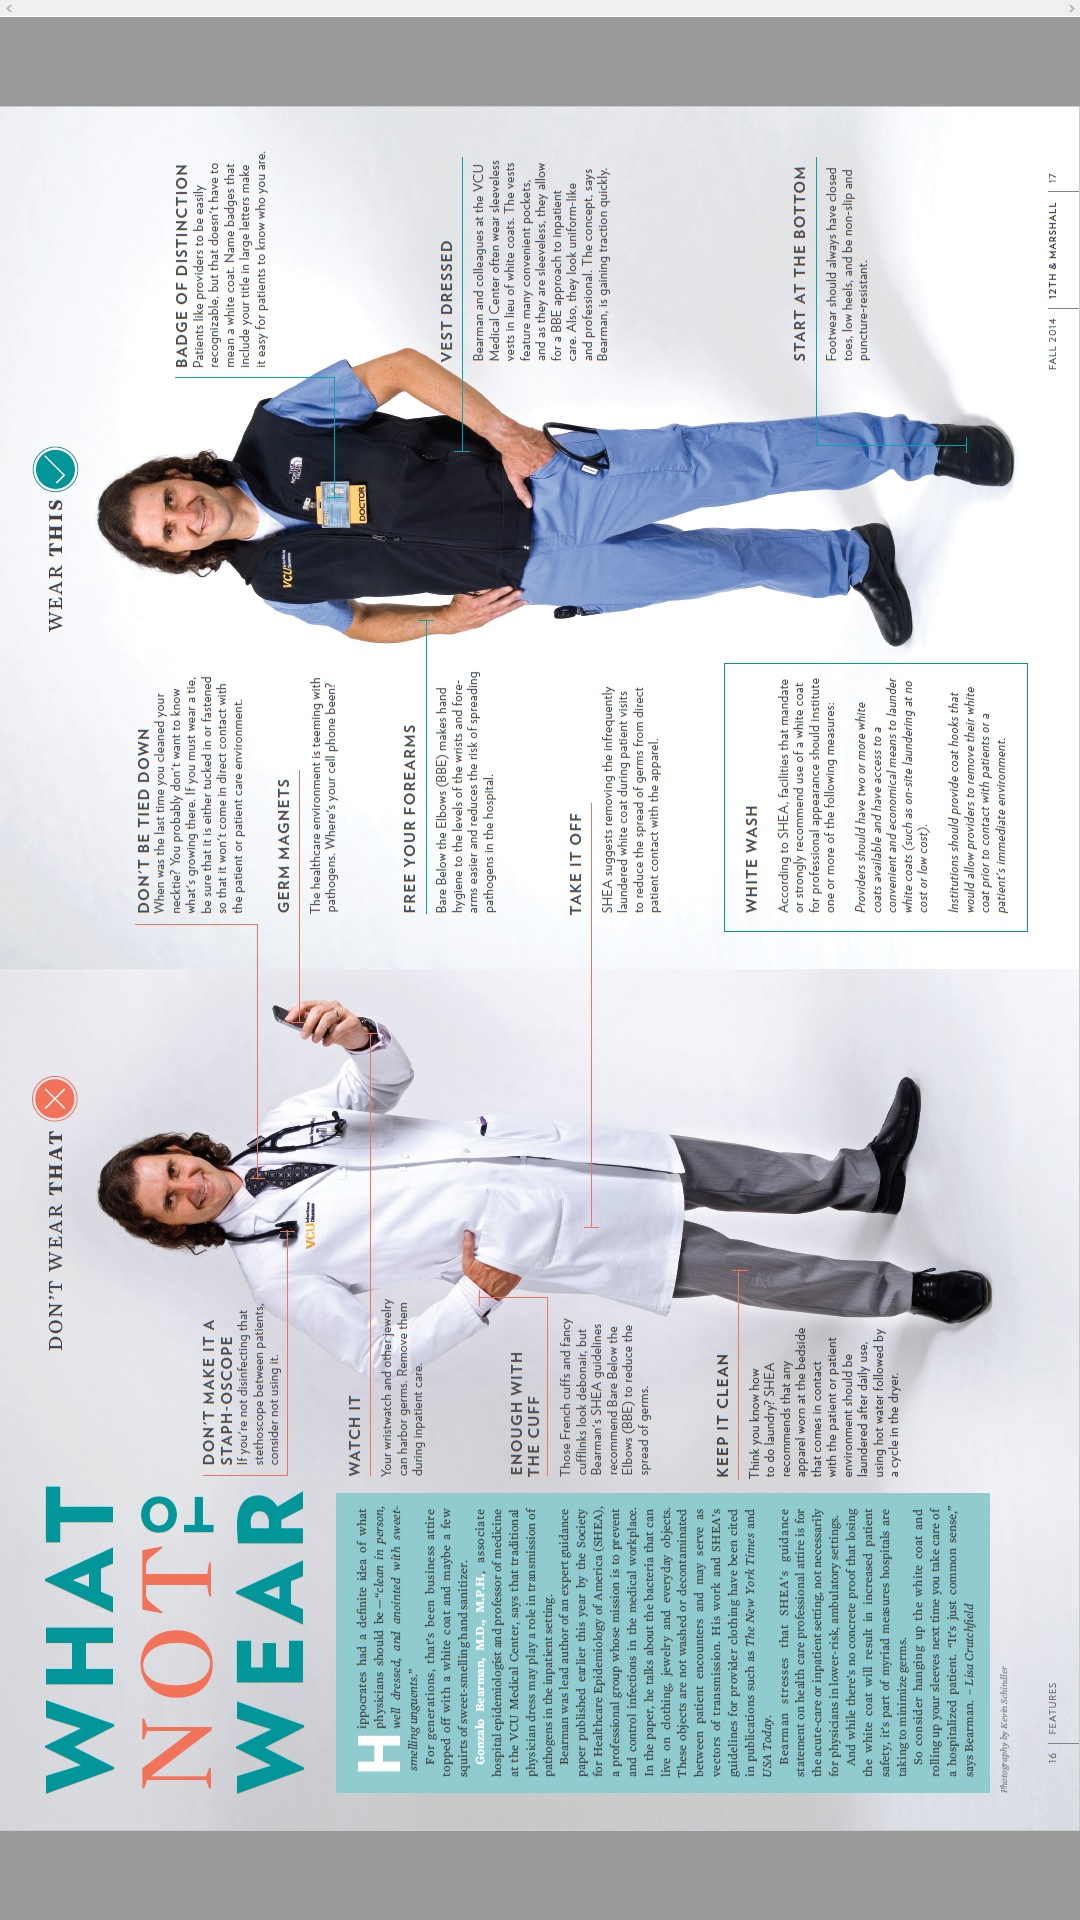 WHAT
NOT TO
WEAR
Hippocrates had a definite idea of what
physicians should be —“clean in person,
well dressed, and anointed with sweet-
smelling unguents.”
For generations, that's been business attire
topped off with a white coat and maybe a few
squirts of sweet-smelling hand sanitizer.
Gonzalo Bearman, M.D., M.P.H., associate
hospital epidemiologist and professor of medicine
at the VCU Medical Center, says that traditional
physician dress may play a role in transmission of
pathogens in the inpatient setting.
Bearman was lead author of an expert guidance
paper published earlier this year by the Society
for Healthcare Epidemiology of America (SHEA),
a professional group whose mission is to prevent
and control infections in the medical workplace.
In the paper, he talks about the bacteria that can
live on clothing, jewelry and everyday objects.
These objects are not washed or decontaminated
between patient encounters and may serve as
vectors of transmission. His work and SHEA's
guidelines for provider clothing have been cited
in publications such as The New York Times and
USA Today.
Bearman stresses that SHEA's guidance
statement on health care professional attire is for
the acute-care or inpatient setting, not necessarily
for physicians in lower-risk, ambulatory settings.
And while there's no concrete proof that losing
the white coat will result in increased patient
safety, it's part of myriad measures hospitals are
taking to minimize germs.
So consider hanging up the white coat and
rolling up your sleeves next time you take care of
a hospitalized patient. “It's just common sense,”
says Bearman. – Lisa Crutchfield
Photography by Kevin Schindler
16 | FEATURES
DON'T WEAR THAT
DON'T MAKE IT A
STAPH-OSCOPE
If you're not disinfecting that
stethoscope between patients,
consider not using it.
WATCH IT
Your wristwatch and other jewelry
can harbor germs. Remove them
during inpatient care.
ENOUGH WITH
THE CUFF
Those French cuffs and fancy
cufflinks look debonair, but
Bearman's SHEA guidelines
recommend Bare Below the
Elbows (BBE) to reduce the
spread of germs.
KEEP IT CLEAN
Think you know how
to do laundry? SHEA
recommends that any
apparel worn at the bedside
that comes in contact
with the patient or patient
environment should be
laundered after daily use,
using hot water followed by
a cycle in the dryer.
VCU Infectious
Diseases
DON'T BE TIED DOWN
When was the last time you cleaned your
necktie? You probably don't want to know
what's growing there. If you must wear a tie,
be sure that it is either tucked in or fastened
so that it won't come in direct contact with
the patient or patient care environment.
GERM MAGNETS
The healthcare environment is teeming with
pathogens. Where's your cell phone been?
FREE YOUR FOREARMS
Bare Below the Elbows (BBE) makes hand
hygiene to the levels of the wrists and fore-
arms easier and reduces the risk of spreading
pathogens in the hospital.
TAKE IT OFF
SHEA suggests removing the infrequently
laundered white coat during patient visits
to reduce the spread of germs from direct
patient contact with the apparel.
WHITE WASH
According to SHEA, facilities that mandate
or strongly recommend use of a white coat
for professional appearance should institute
one or more of the following measures:
Providers should have two or more white
coats available and have access to a
convenient and economical means to launder
white coats (such as on-site laundering at no
cost or low cost).
Institutions should provide coat hooks that
would allow providers to remove their white
coat prior to contact with patients or a
patient's immediate environment.
WEAR THIS
VCU Infectious
Diseases
THE
NORTH
FACE
DOCTOR
BADGE OF DISTINCTION
Patients like providers to be easily
recognizable, but that doesn't have to
mean a white coat. Name badges that
include your title in large letters make
it easy for patients to know who you are.
VEST DRESSED
Bearman and colleagues at the VCU
Medical Center often wear sleeveless
vests in lieu of white coats. The vests
feature many convenient pockets,
and as they are sleeveless, they allow
for a BBE approach to inpatient
care. Also, they look uniform-like
and professional. The concept, says
Bearman, is gaining traction quickly.
START AT THE BOTTOM
Footwear should always have closed
toes, low heels, and be non-slip and
puncture-resistant.
FALL 2014 | 12TH & MARSHALL | 17